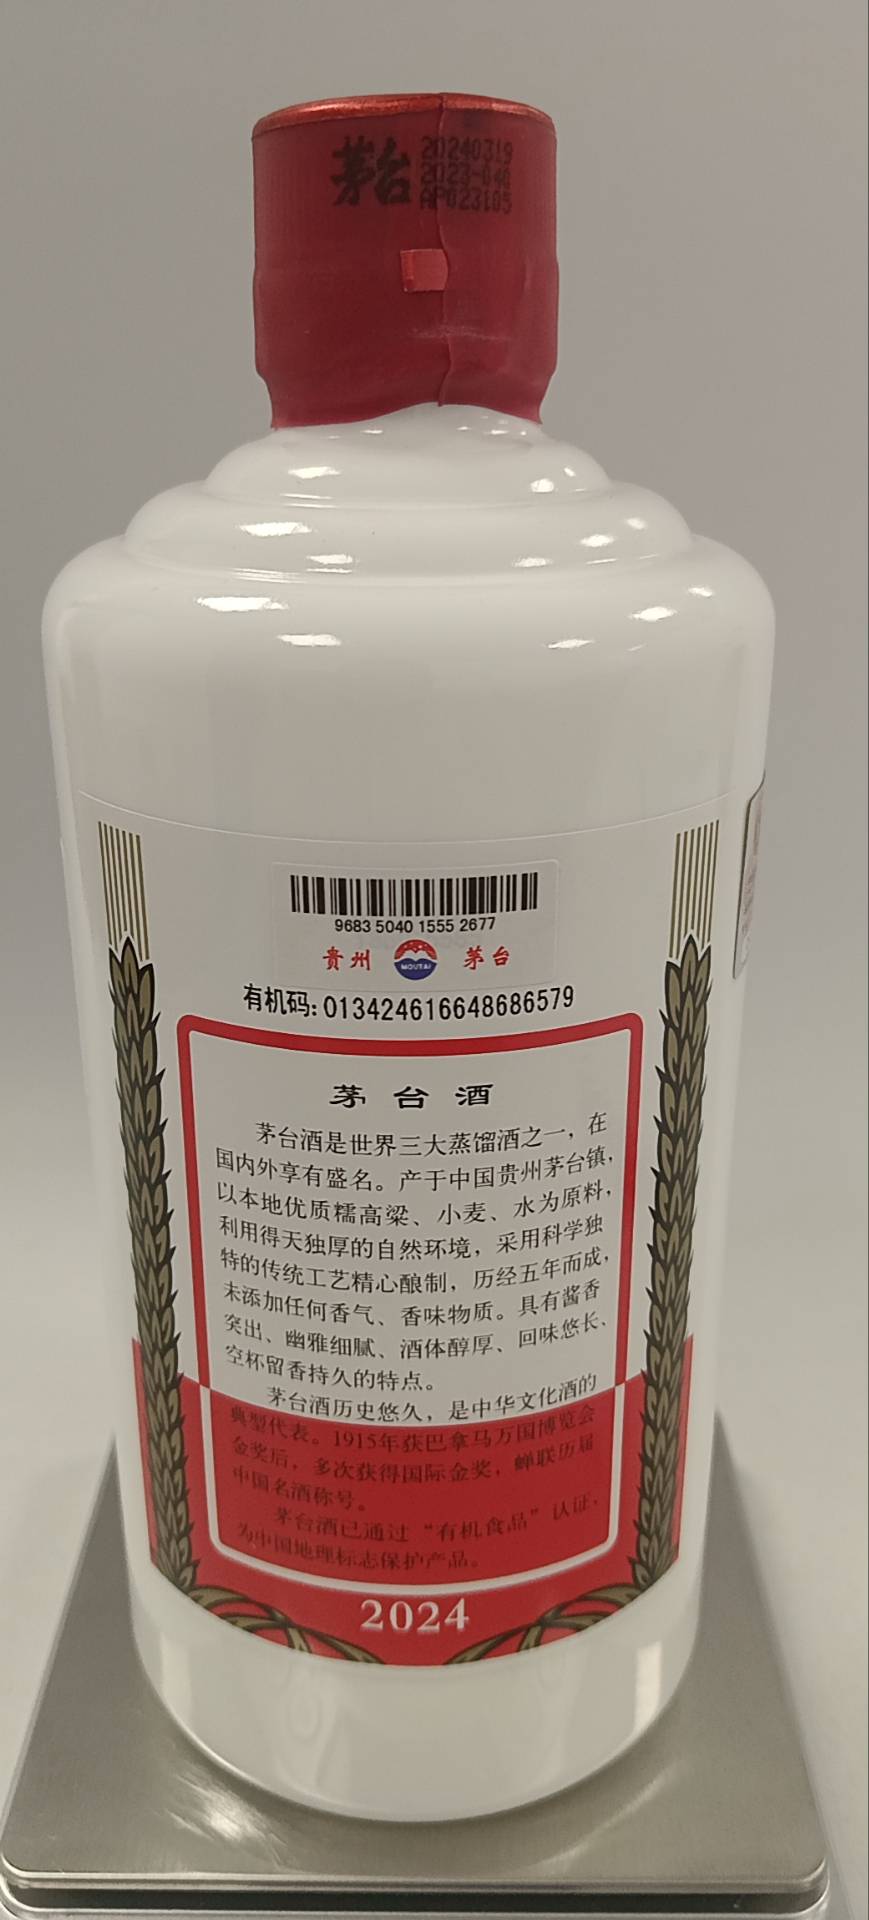 茅台
20240319
2023-040
AP023105
9683 5040 1555 2677
贵州 MOUTAI 茅台
有机码:013424616648686579
茅台酒
茅台酒是世界三大蒸馏酒之一，在
国内外享有盛名。产于中国贵州茅台镇，
以本地优质糯高粱、小麦、水为原料，
利用得天独厚的自然环境，采用科学独
特的传统工艺精心酿制，历经五年而成，
未添加任何香气、香味物质。具有酱香
突出、幽雅细腻、酒体醇厚、回味悠长、
空杯留香持久的特点。
茅台酒历史悠久，是中华文化酒的
典型代表。1915年获巴拿马万国博览会
金奖后，多次获得国际金奖，蝉联历届
中国名酒称号。
茅台酒已通过“有机食品”认证，
为中国地理标志保护产品。
2024